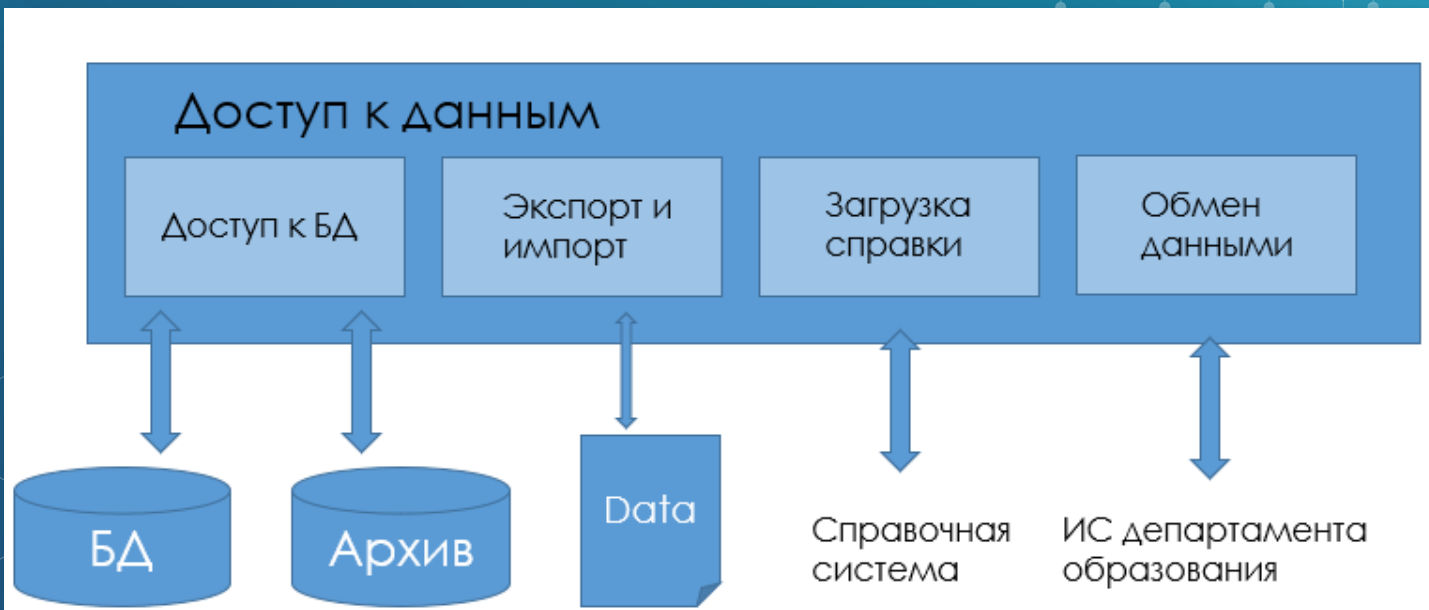 Доступ к данным
Доступ к БД
Экспорт и
импорт
Загрузка
справки
Обмен
данными
БД
Архив
Data
Справочная
система
ИС департамента
образования